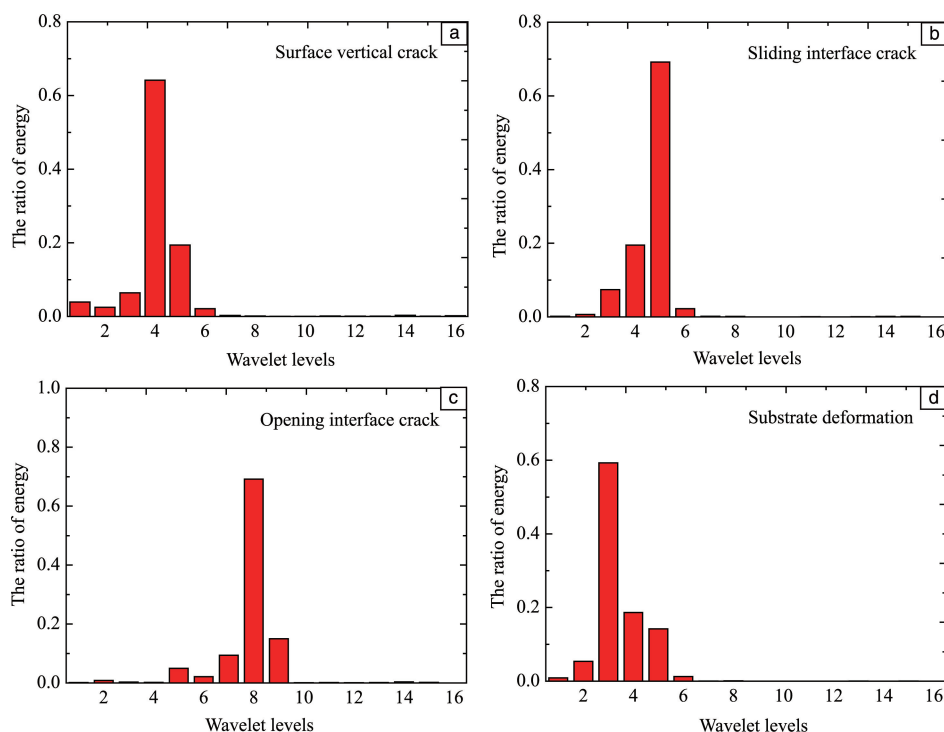 a
Surface vertical crack
The ratio of energy
0.8
0.6
0.4
0.2
0.0
2 4 6 8 10 12 14 16
Wavelet levels
b
Sliding interface crack
The ratio of energy
0.8
0.6
0.4
0.2
0.0
2 4 6 8 10 12 14 16
Wavelet levels
c
Opening interface crack
The ratio of energy
1.0
0.8
0.6
0.4
0.2
0.0
2 4 6 8 10 12 14 16
Wavelet levels
d
Substrate deformation
The ratio of energy
0.8
0.6
0.4
0.2
0.0
2 4 6 8 10 12 14 16
Wavelet levels